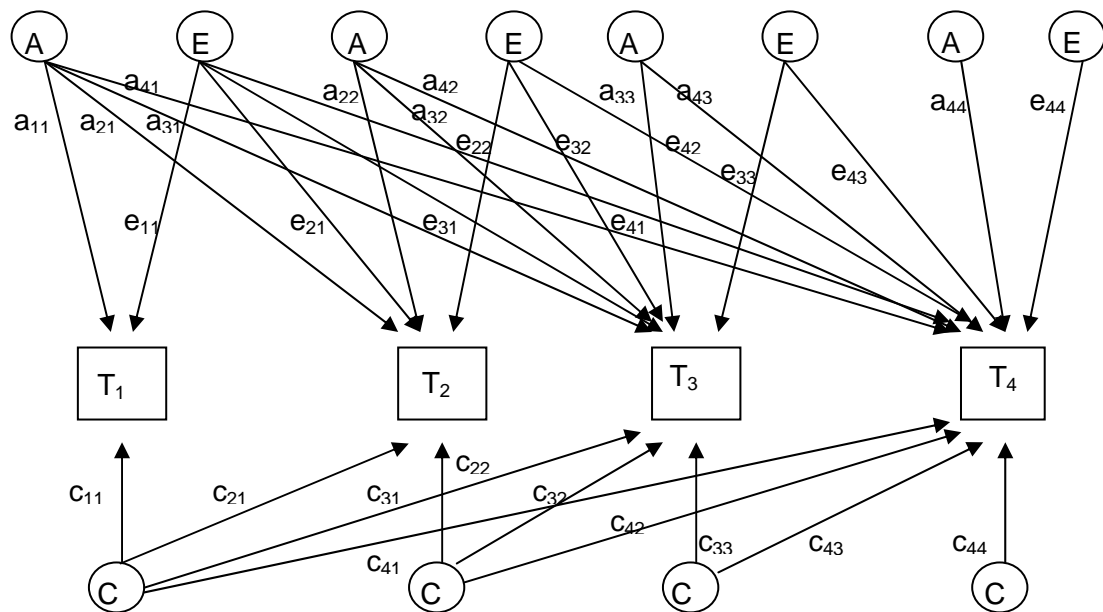 A E A E A E A E
a₄₁ a₂₂ a₄₂ a₃₃ a₄₃
a₁₁ a₂₁ a₃₁ a₃₂ a₄₄ e₄₄
e₂₂ e₃₂ e₄₂ e₃₃ e₄₃
e₁₁ e₂₁ e₃₁ e₄₁
T₁ T₂ T₃ T₄
c₁₁ c₂₁ c₃₁ c₂₂ c₃₂
c₄₁ c₄₂ c₃₃ c₄₃ c₄₄
C C C C